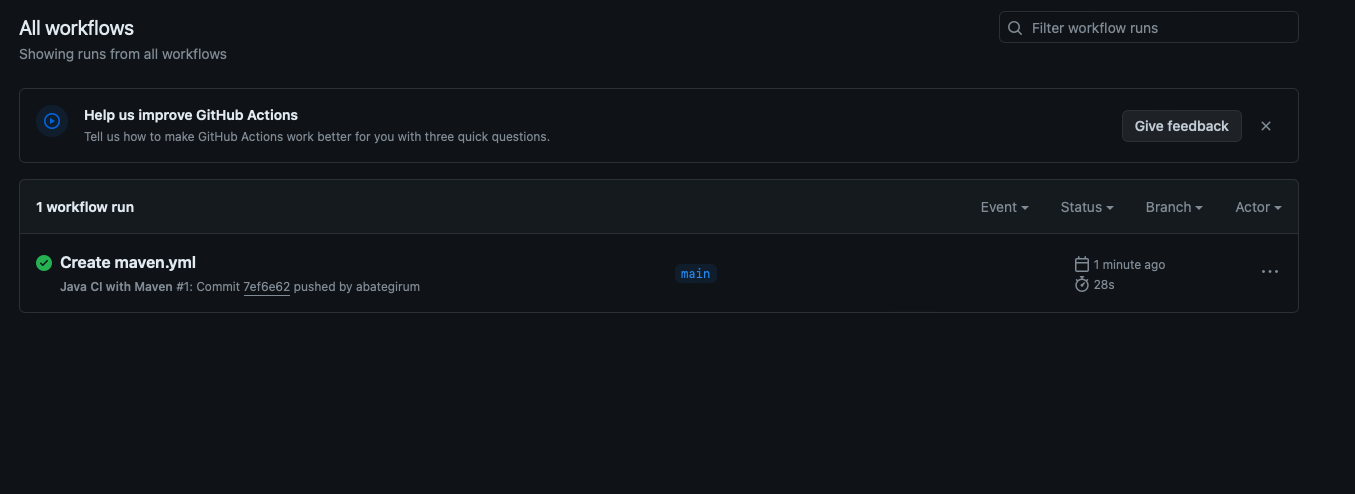 All workflows
Filter workflow runs
Showing runs from all workflows
Help us improve GitHub Actions
Tell us how to make GitHub Actions work better for you with three quick questions.
Give feedback
1 workflow run
Event
Status
Branch
Actor
Create maven.yml
Java CI with Maven #1: Commit 7ef6e62 pushed by abategirum
main
1 minute ago
28s